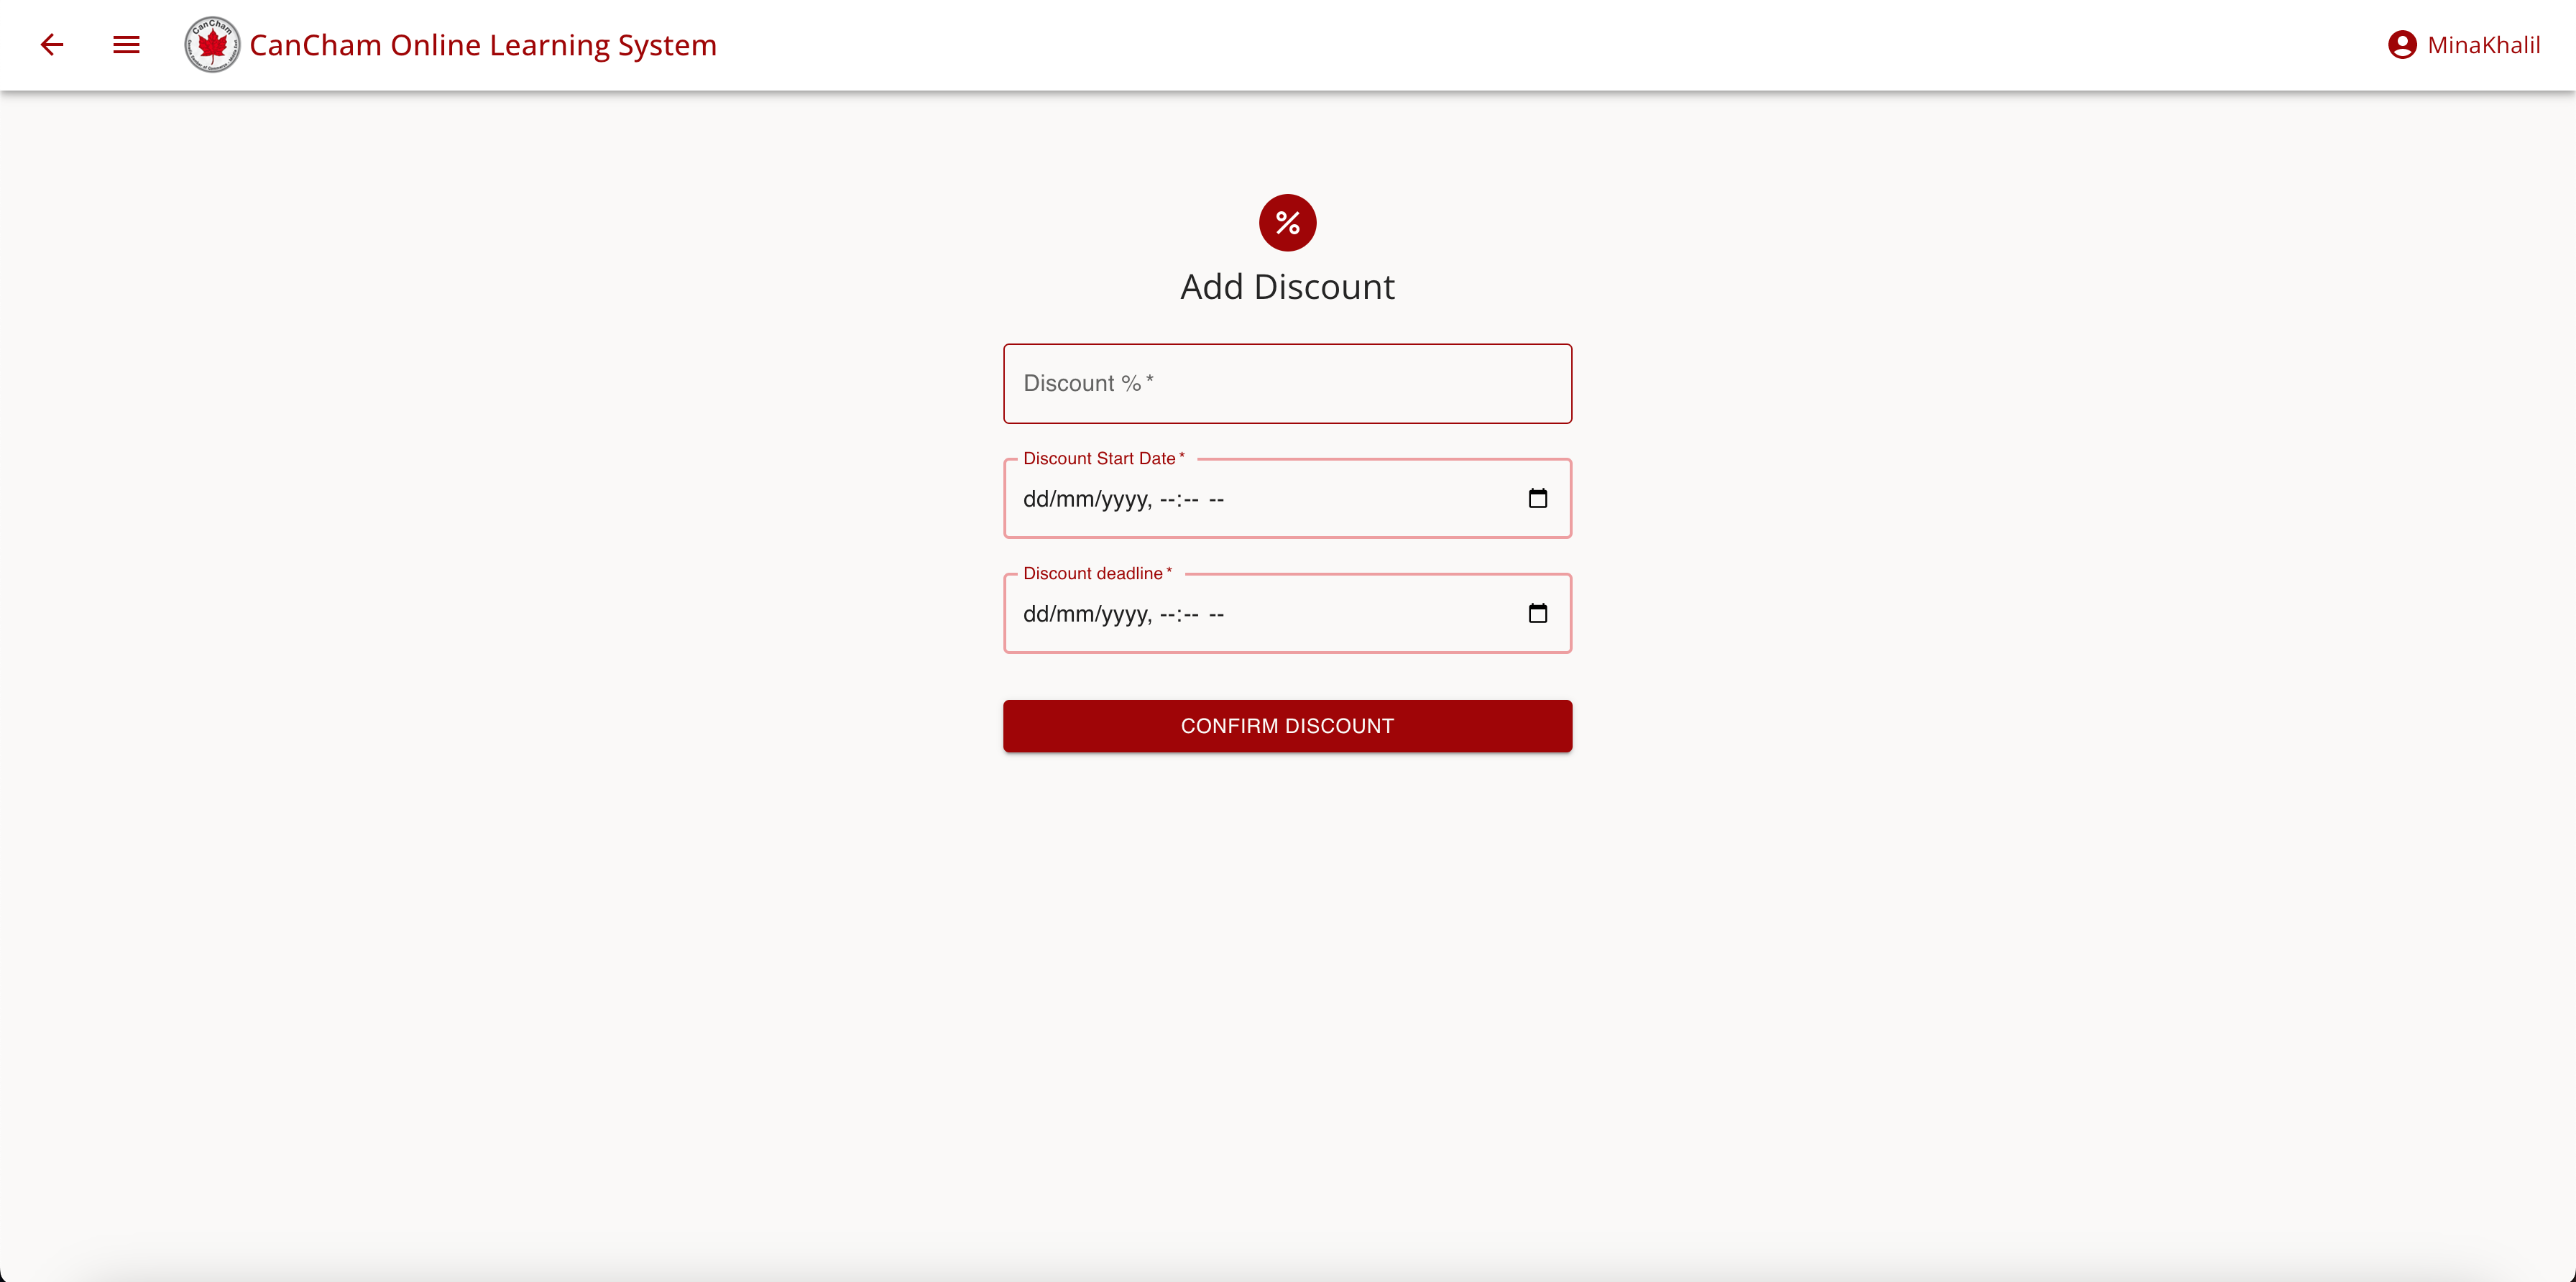 CanCham
CanCham Online Learning System
MinaKhalil
%
Add Discount
Discount % *
Discount Start Date *
dd/mm/yyyy, --:-- --
Discount deadline *
dd/mm/yyyy, --:-- --
CONFIRM DISCOUNT